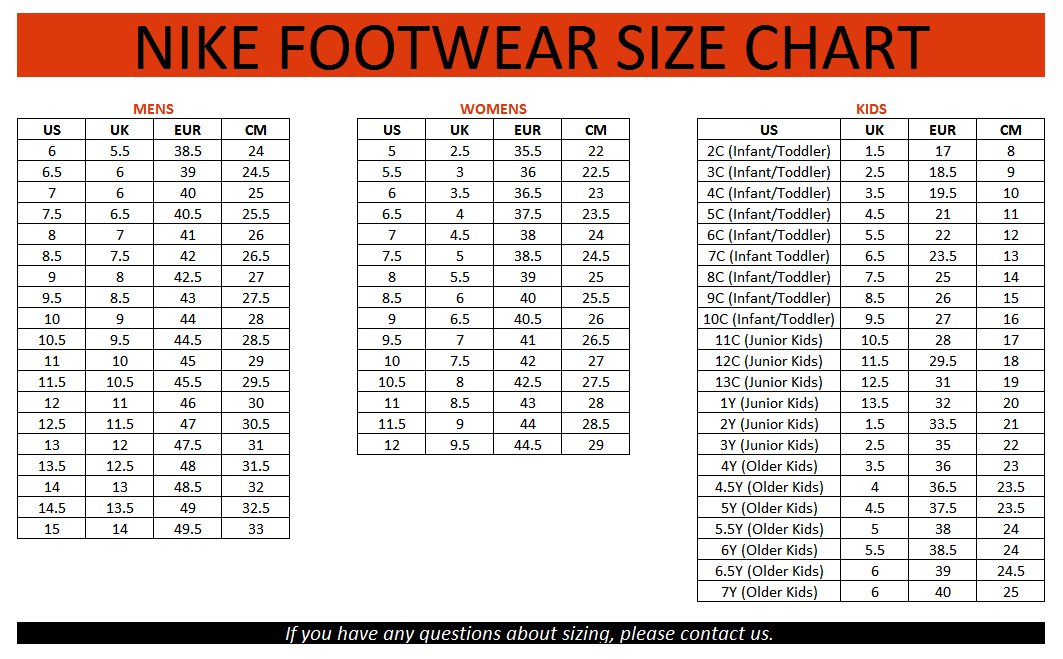 NIKE FOOTWEAR SIZE CHART
MENS
US UK EUR CM
6 5.5 38.5 24
6.5 6 39 24.5
7 6 40 25
7.5 6.5 40.5 25.5
8 7 41 26
8.5 7.5 42 26.5
9 8 42.5 27
9.5 8.5 43 27.5
10 9 44 28
10.5 9.5 44.5 28.5
11 10 45 29
11.5 10.5 45.5 29.5
12 11 46 30
12.5 11.5 47 30.5
13 12 47.5 31
13.5 12.5 48 31.5
14 13 48.5 32
14.5 13.5 49 32.5
15 14 49.5 33
WOMENS
US UK EUR CM
5 2.5 35.5 22
5.5 3 36 22.5
6 3.5 36.5 23
6.5 4 37.5 23.5
7 4.5 38 24
7.5 5 38.5 24.5
8 5.5 39 25
8.5 6 40 25.5
9 6.5 40.5 26
9.5 7 41 26.5
10 7.5 42 27
10.5 8 42.5 27.5
11 8.5 43 28
11.5 9 44 28.5
12 9.5 44.5 29
KIDS
US UK EUR CM
2C (Infant/Toddler) 1.5 17 8
3C (Infant/Toddler) 2.5 18.5 9
4C (Infant/Toddler) 3.5 19.5 10
5C (Infant/Toddler) 4.5 21 11
6C (Infant/Toddler) 5.5 22 12
7C (Infant Toddler) 6.5 23.5 13
8C (Infant/Toddler) 7.5 25 14
9C (Infant/Toddler) 8.5 26 15
10C (Infant/Toddler) 9.5 27 16
11C (Junior Kids) 10.5 28 17
12C (Junior Kids) 11.5 29.5 18
13C (Junior Kids) 12.5 31 19
1Y (Junior Kids) 13.5 32 20
2Y (Junior Kids) 1.5 33.5 21
3Y (Junior Kids) 2.5 35 22
4Y (Older Kids) 3.5 36 23
4.5Y (Older Kids) 4 36.5 23.5
5Y (Older Kids) 4.5 37.5 23.5
5.5Y (Older Kids) 5 38 24
6Y (Older Kids) 5.5 38.5 24
6.5Y (Older Kids) 6 39 24.5
7Y (Older Kids) 6 40 25
If you have any questions about sizing, please contact us.